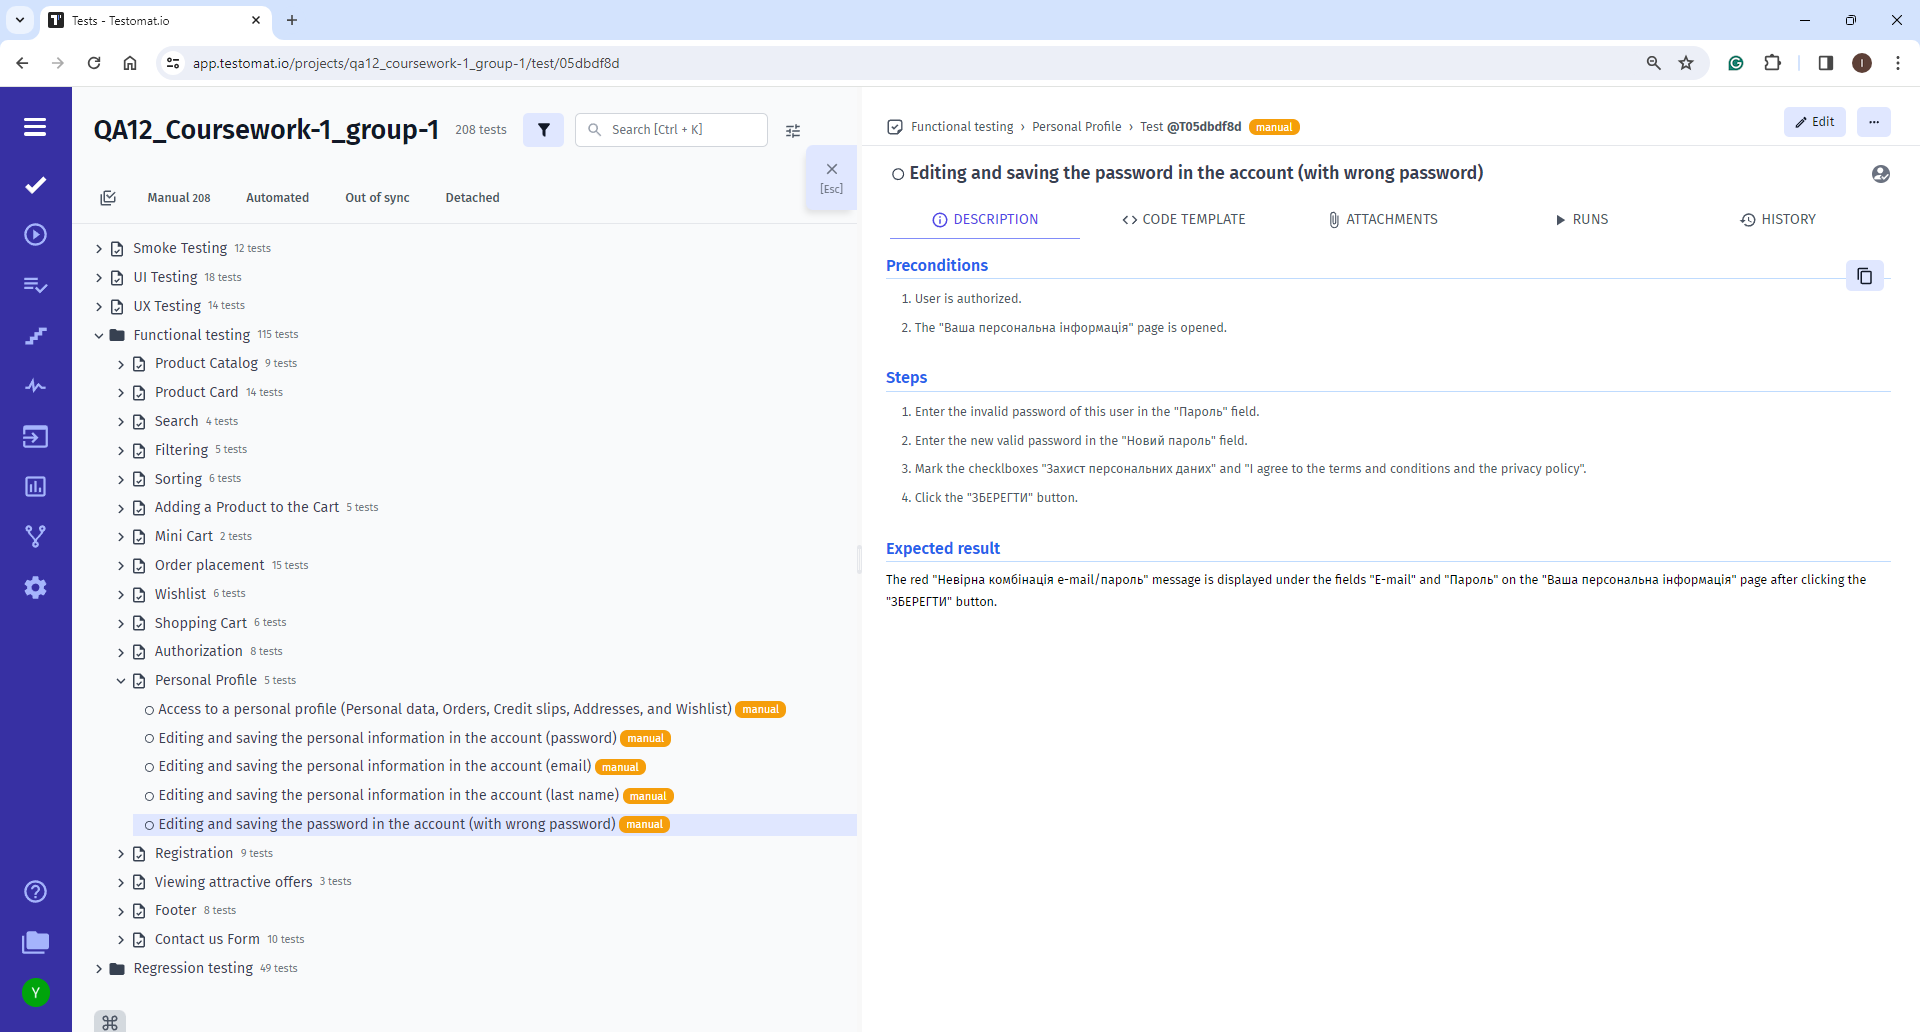 Tests - Testomat.io
app.testomat.io/projects/qa12_coursework-1_group-1/test/05dbdf8d
QA12_Coursework-1_group-1 208 tests
Search [Ctrl + K]
[Esc]
Manual 208 Automated Out of sync Detached
Smoke Testing 12 tests
UI Testing 18 tests
UX Testing 14 tests
Functional testing 115 tests
Product Catalog 9 tests
Product Card 14 tests
Search 4 tests
Filtering 5 tests
Sorting 6 tests
Adding a Product to the Cart 5 tests
Mini Cart 2 tests
Order placement 15 tests
Wishlist 6 tests
Shopping Cart 6 tests
Authorization 8 tests
Personal Profile 5 tests
Access to a personal profile (Personal data, Orders, Credit slips, Addresses, and Wishlist) manual
Editing and saving the personal information in the account (password) manual
Editing and saving the personal information in the account (email) manual
Editing and saving the personal information in the account (last name) manual
Editing and saving the password in the account (with wrong password) manual
Registration 9 tests
Viewing attractive offers 3 tests
Footer 8 tests
Contact us Form 10 tests
Regression testing 49 tests
Y
I
Functional testing › Personal Profile › Test @T05dbdf8d manual
Edit
...
Editing and saving the password in the account (with wrong password)
DESCRIPTION CODE TEMPLATE ATTACHMENTS RUNS HISTORY
Preconditions
1. User is authorized.
2. The "Ваша персональна інформація" page is opened.
Steps
1. Enter the invalid password of this user in the "Пароль" field.
2. Enter the new valid password in the "Новий пароль" field.
3. Mark the checklboxes "Захист персональних даних" and "I agree to the terms and conditions and the privacy policy".
4. Click the "ЗБЕРЕГТИ" button.
Expected result
The red "Невірна комбінація e-mail/пароль" message is displayed under the fields "E-mail" and "Пароль" on the "Ваша персональна інформація" page after clicking the
"ЗБЕРЕГТИ" button.